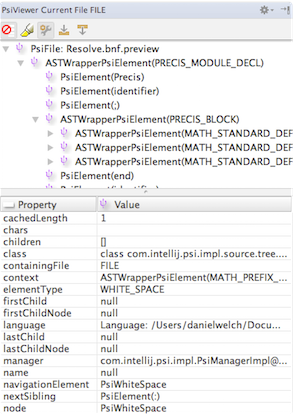 PsiViewer Current File FILE
PsiFile: Resolve.bnf.preview
ASTWrapperPsiElement(PRECIS_MODULE_DECL)
PsiElement(Precis)
PsiElement(identifier)
PsiElement(;)
ASTWrapperPsiElement(PRECIS_BLOCK)
ASTWrapperPsiElement(MATH_STANDARD_DEF
ASTWrapperPsiElement(MATH_STANDARD_DEF
ASTWrapperPsiElement(MATH_STANDARD_DEF
PsiElement(end)
PsiElement(identifier)
Property Value
cachedLength 1
chars
children []
class class com.intellij.psi.impl.source.tree....
containingFile FILE
context ASTWrapperPsiElement(MATH_PREFIX_...
elementType WHITE_SPACE
firstChild null
firstChildNode null
language Language: /Users/danielwelch/Docu...
lastChild null
lastChildNode null
manager com.intellij.psi.impl.PsiManagerImpl@...
name null
navigationElement PsiWhiteSpace
nextSibling PsiElement(:)
node PsiWhiteSpace